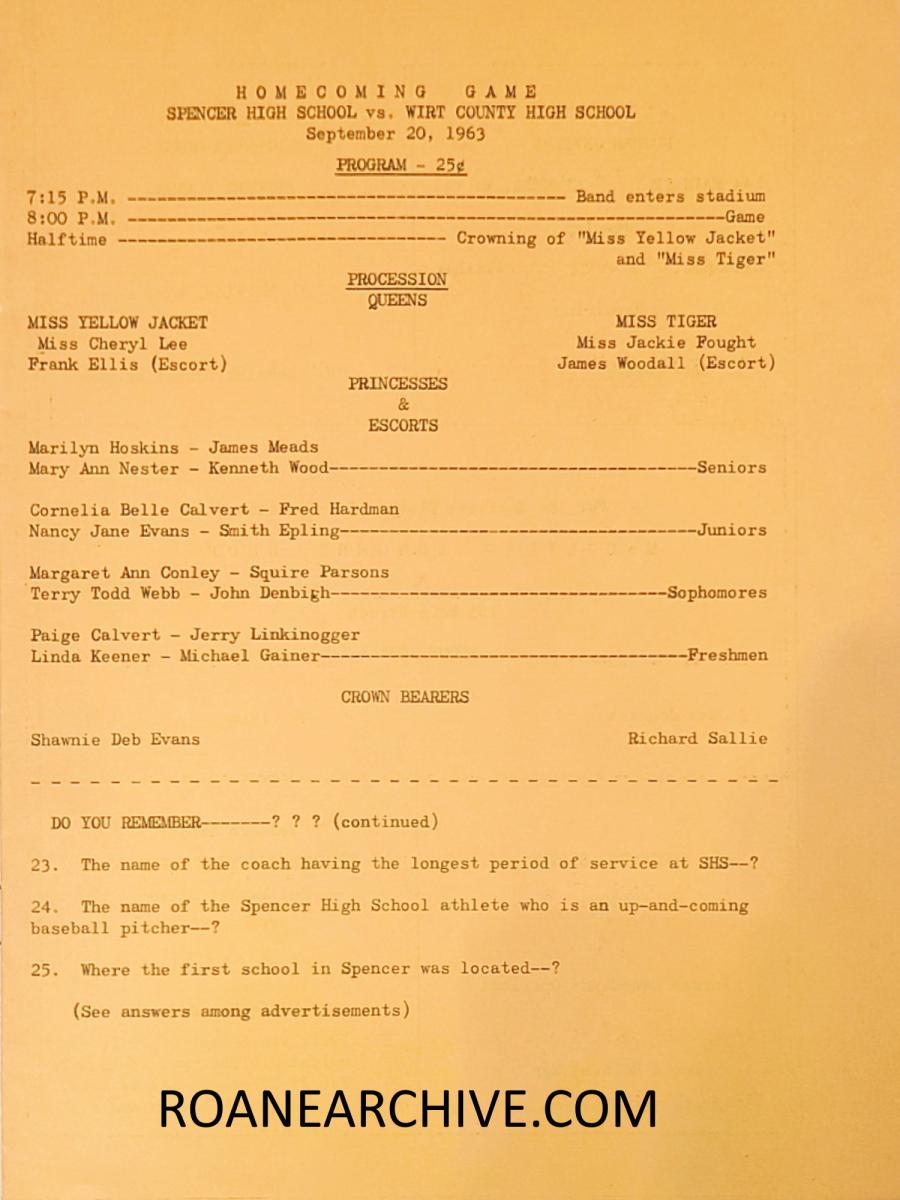 HOMECOMING GAME
SPENCER HIGH SCHOOL vs. WIRT COUNTY HIGH SCHOOL
September 20, 1963
PROGRAM - 25¢
7:15 P.M. -------------------------------------------- Band enters stadium
8:00 P.M. ------------------------------------------------------------Game
Halftime --------------------------------- Crowning of "Miss Yellow Jacket"
and "Miss Tiger"
PROCESSION
QUEENS
MISS YELLOW JACKET MISS TIGER
Miss Cheryl Lee Miss Jackie Fought
Frank Ellis (Escort) James Woodall (Escort)
PRINCESSES
&
ESCORTS
Marilyn Hoskins - James Meads
Mary Ann Nester - Kenneth Wood-------------------------------------Seniors
Cornelia Belle Calvert - Fred Hardman
Nancy Jane Evans - Smith Epling------------------------------------Juniors
Margaret Ann Conley - Squire Parsons
Terry Todd Webb - John Denbigh----------------------------------Sophomores
Paige Calvert - Jerry Linkinogger
Linda Keener - Michael Gainer-------------------------------------Freshmen
CROWN BEARERS
Shawnie Deb Evans Richard Sallie
- - - - - - - - - - - - - - - - - - - - - - - - - - - - - - - - - - - - - -
DO YOU REMEMBER-------? ? ? (continued)
23. The name of the coach having the longest period of service at SHS--?
24. The name of the Spencer High School athlete who is an up-and-coming
baseball pitcher--?
25. Where the first school in Spencer was located--?
(See answers among advertisements)
ROANEARCHIVE.COM